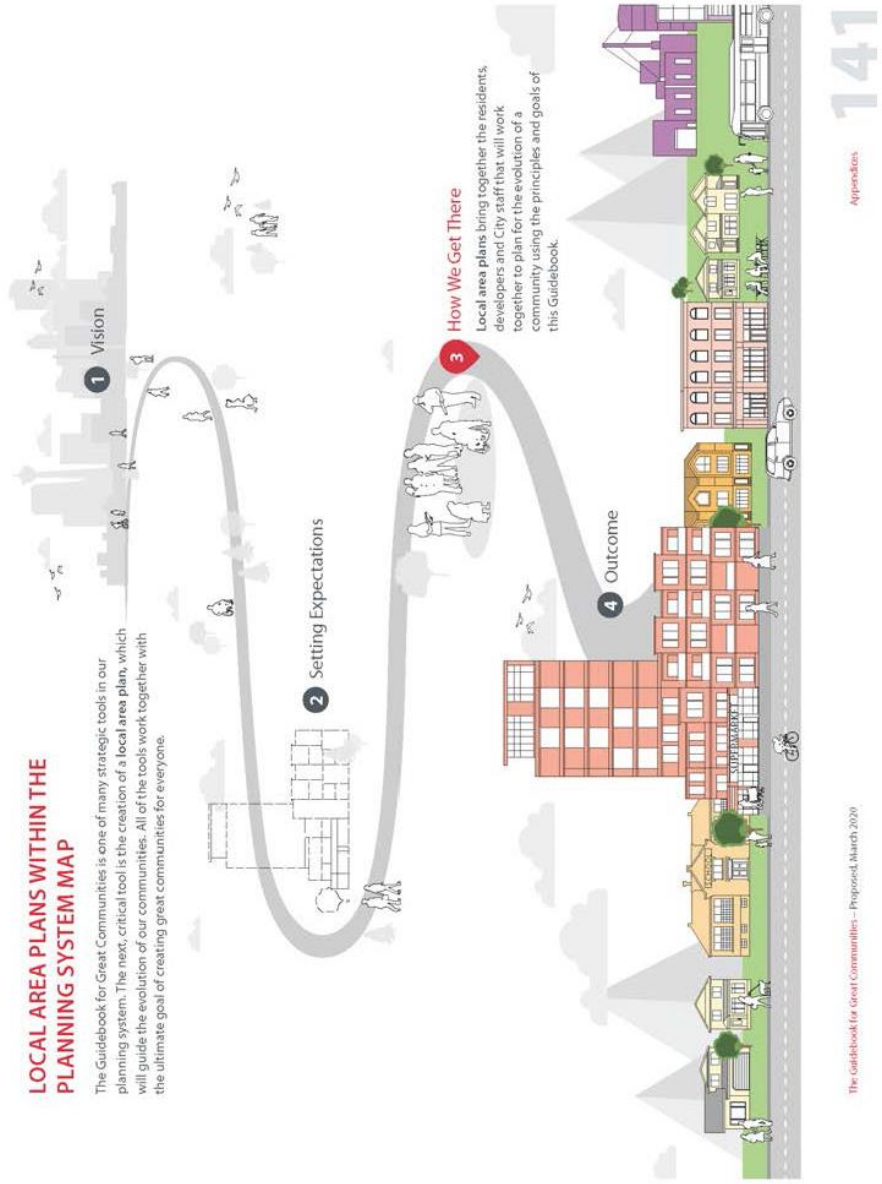 LOCAL AREA PLANS WITHIN THE
PLANNING SYSTEM MAP
The Guidebook for Great Communities is one of many strategic tools in our
planning system. The next, critical tool is the creation of a local area plan, which
will guide the evolution of our communities. All of the tools work together with
the ultimate goal of creating great communities for everyone.
1 Vision
2 Setting Expectations
3 How We Get There
Local area plans bring together the residents,
developers and City staff that will work
together to plan for the evolution of a
community using the principles and goals of
this Guidebook.
4 Outcome
SCHOOL
SUPERMARKET
The Guidebook for Great Communities – Proposed, March 2020
Appendices
141